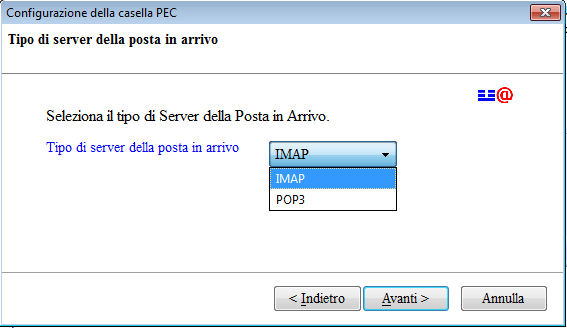 Configurazione della casella PEC
Tipo di server della posta in arrivo
Seleziona il tipo di Server della Posta in Arrivo.
Tipo di server della posta in arrivo
IMAP
IMAP
POP3
< Indietro
Avanti >
Annulla